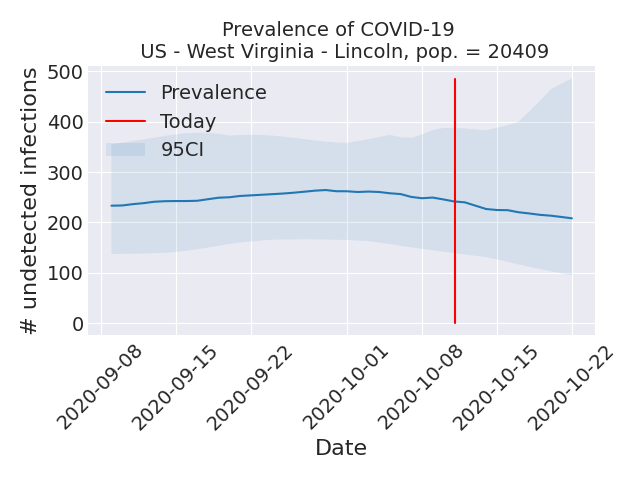 Prevalence of COVID-19
US - West Virginia - Lincoln, pop. = 20409
# undetected infections
500
400
300
200
100
0
Prevalence
Today
95CI
2020-09-08
2020-09-15
2020-09-22
2020-10-01
2020-10-08
2020-10-15
2020-10-22
Date